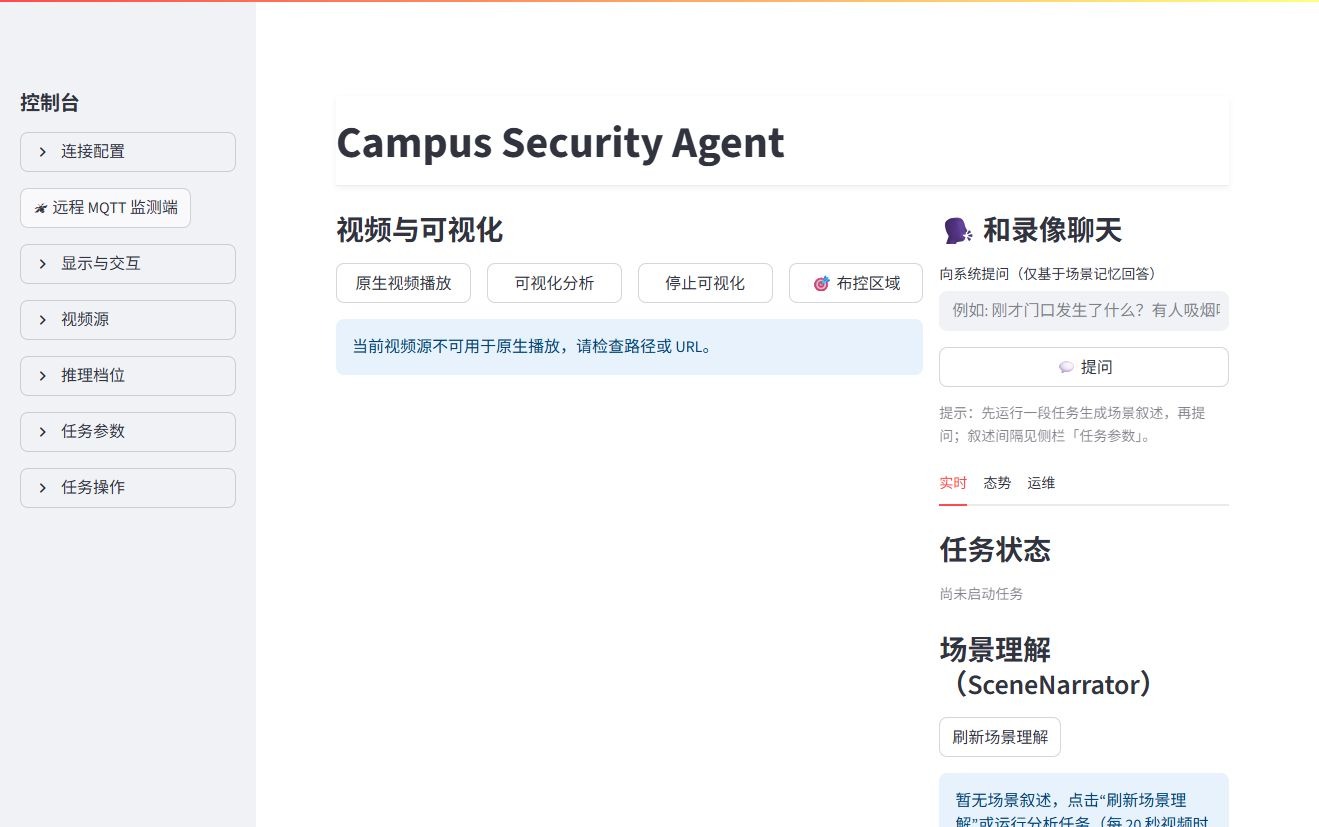 控制台
连接配置
远程 MQTT 监测端
显示与交互
视频源
推理档位
任务参数
任务操作
Campus Security Agent
视频与可视化
原生视频播放
可视化分析
停止可视化
布控区域
当前视频源不可用于原生播放，请检查路径或 URL。
和录像聊天
向系统提问（仅基于场景记忆回答）
例如: 刚才门口发生了什么？有人吸烟
提问
提示：先运行一段任务生成场景叙述，再提
问；叙述间隔见侧栏「任务参数」。
实时 态势 运维
任务状态
尚未启动任务
场景理解
（SceneNarrator）
刷新场景理解
暂无场景叙述，点击“刷新场景理
解”或运行分析任务（每 20 秒视频时